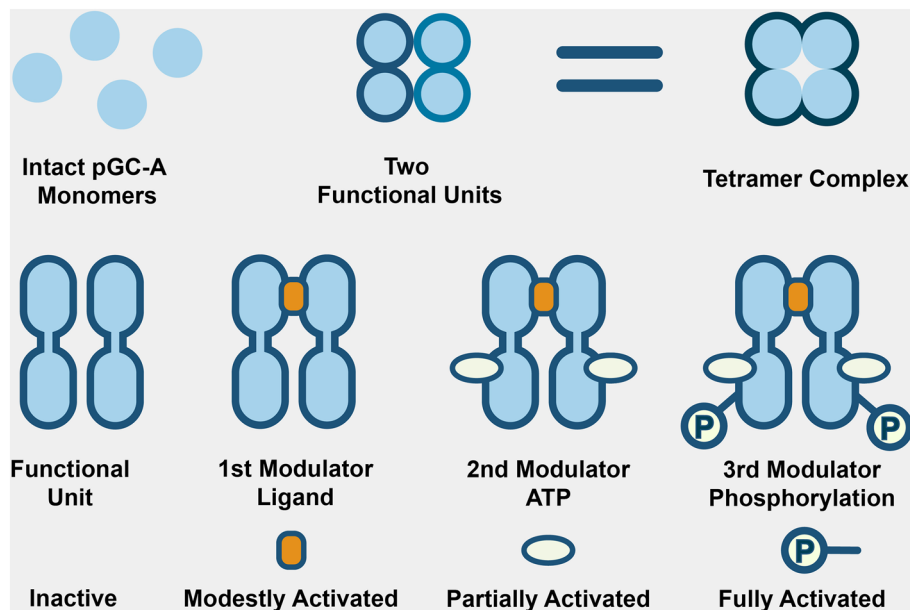 Intact pGC-A
Monomers
Two
Functional Units
Tetramer Complex
Functional
Unit
1st Modulator
Ligand
2nd Modulator
ATP
P
P
3rd Modulator
Phosphorylation
P
Inactive
Modestly Activated
Partially Activated
Fully Activated